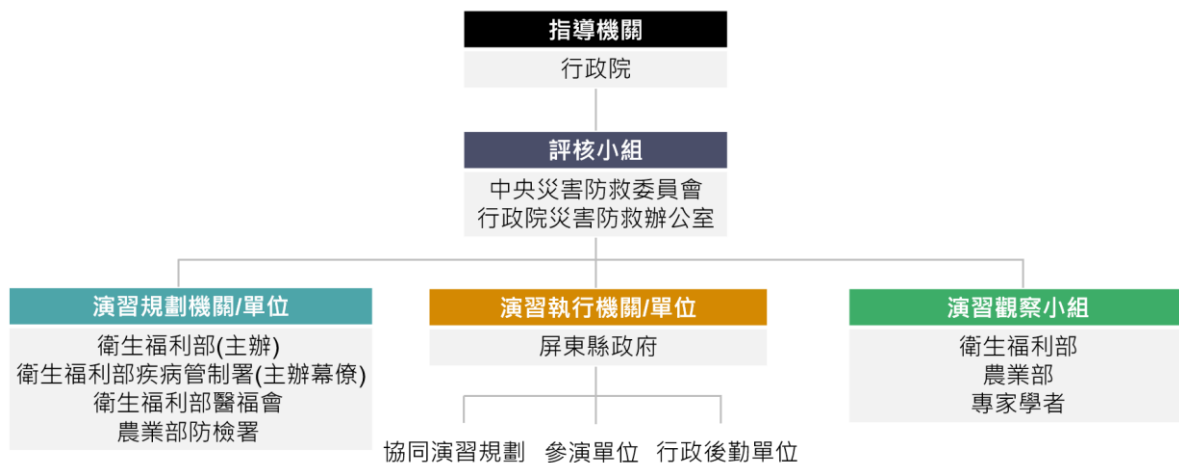 指導機關
行政院
評核小組
中央災害防救委員會
行政院災害防救辦公室
演習規劃機關/單位
衛生福利部(主辦)
衛生福利部疾病管制署(主辦幕僚)
衛生福利部醫福會
農業部防檢署
演習執行機關/單位
屏東縣政府
協同演習規劃
參演單位
行政後勤單位
演習觀察小組
衛生福利部
農業部
專家學者